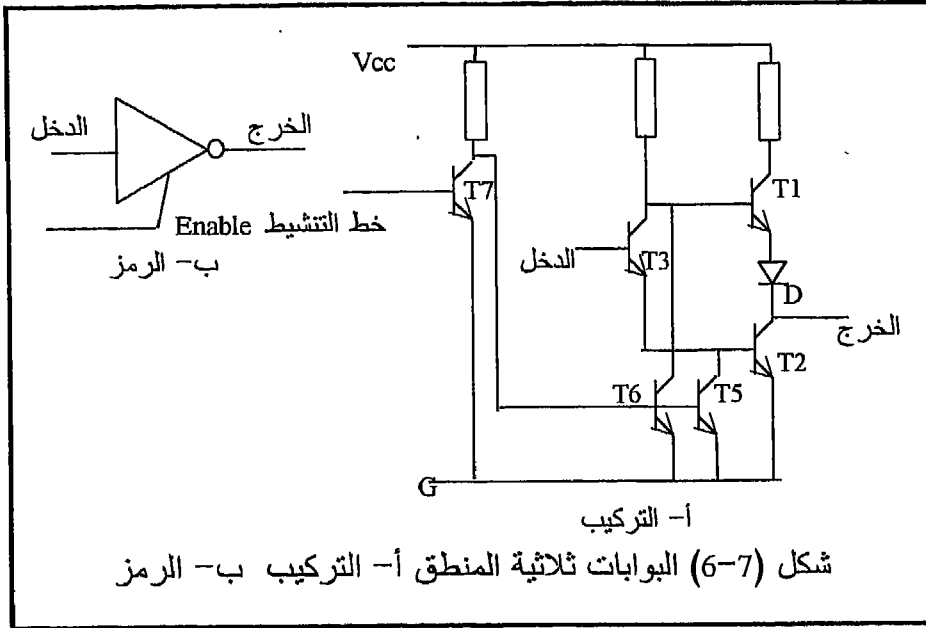 Vcc
الدخل
الخرج
T7
T1
خط التنشيط Enable
ب- الرمز
الدخل
T3
D
الخرج
T2
T6
T5
G
أ- التركيب
شكل (7-6) البوابات ثلاثية المنطق أ- التركيب ب- الرمز